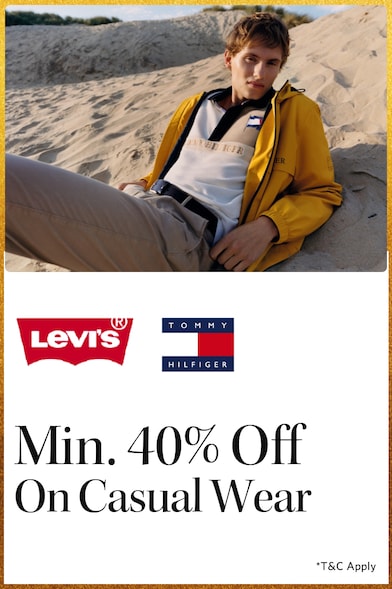 LEVI'S®
TOMMY
HILFIGER
Min. 40% Off
On Casual Wear
*T&C Apply